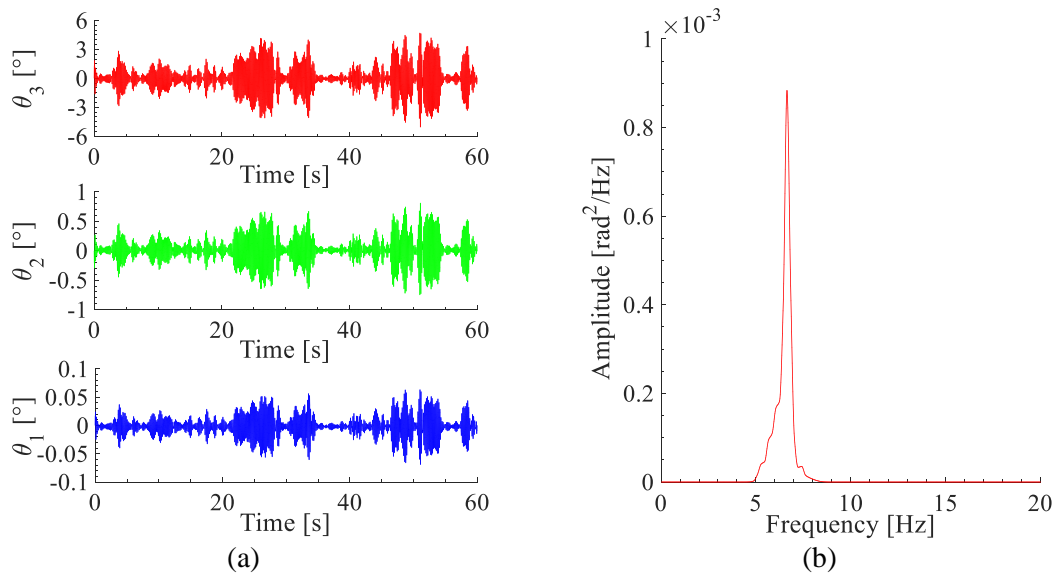 6
3
0
-3
-6
θ3 [°]
0 20 40 60
Time [s]
1
0.5
0
-0.5
-1
θ2 [°]
0 20 40 60
Time [s]
0.1
0.05
0
-0.05
-0.1
θ1 [°]
0 20 40 60
Time [s]
(a)
×10-3
1
0.8
0.6
0.4
0.2
0
Amplitude [rad2/Hz]
0 5 10 15 20
Frequency [Hz]
(b)